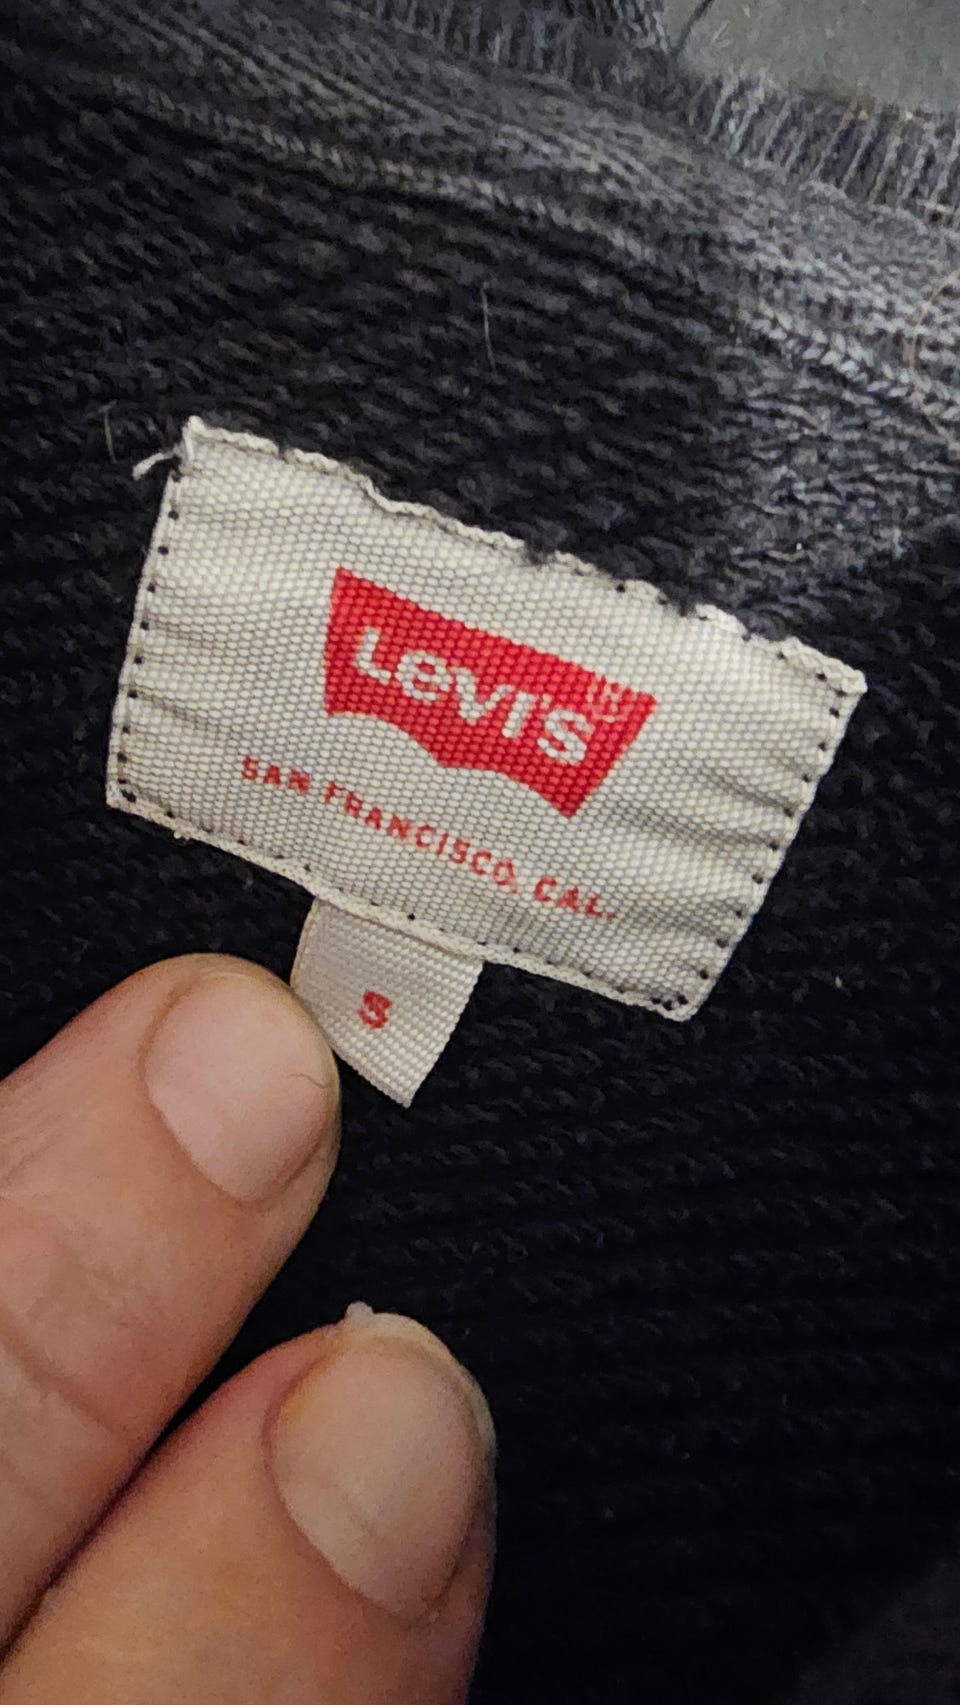 LeVI'S®
SAN FRANCISCO, CAL.
S